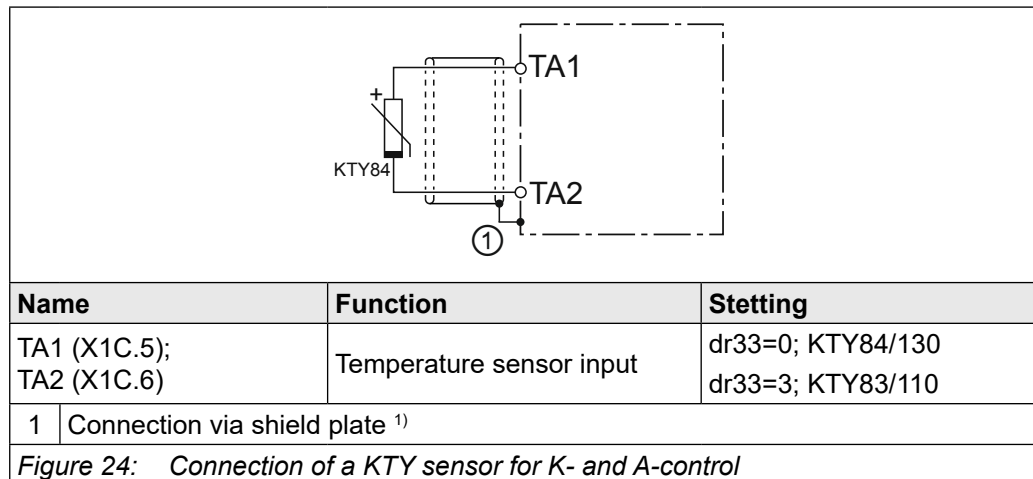 TA1
+
KTY84
TA2
1
Name Function Stetting
TA1 (X1C.5);
TA2 (X1C.6)
Temperature sensor input
dr33=0; KTY84/130
dr33=3; KTY83/110
1 Connection via shield plate 1)
Figure 24: Connection of a KTY sensor for K- and A-control